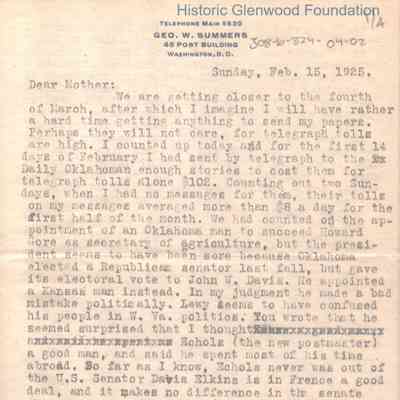 Historic Glenwood Foundation
1/A
TELEPHONE MAIN 5820
GEO. W. SUMMERS
45 POST BUILDING
WASHINGTON, D.C.
308-6-324-04-02
Sunday, Feb. 15, 1925.
Dear Mother:
We are getting closer to the fourth
of March, after which I imagine I will have rather
a hard time getting anything to send my papers.
Perhaps they will not care, for telegraph tolls
are high. I counted up today and for the first 14
days of February I had sent by telegraph to the
Daily Oklahoman enough stories to cost them for
telegraph tolls alone $102. Counting out two Sun-
days, when I had no messages for them, their tolls
on my messages averaged more than $8 a day for the
first half of the month. We had counted on the ap-
pointment of an Oklahoma man to succeed Howard
Gore as secretary of agriculture, but the presi-
dent seems to have been sore because Oklahoma
elected a Republican senator last fall, but gave
its electoral vote to John W. Davis. He appointed
a Kansas man instead. In my judgment he made a bad
mistake politically. Lewy seems to have confused
his people in W. Va. politics. You wrote that he
seemed surprised that I thought
Echols (the new postmaster)
a good man, and said he spent most of his time
abroad. So far as I know, Echols never was out of
the U.S. Senator Davis Elkins is in France a good
deal, and it makes no difference in the senate